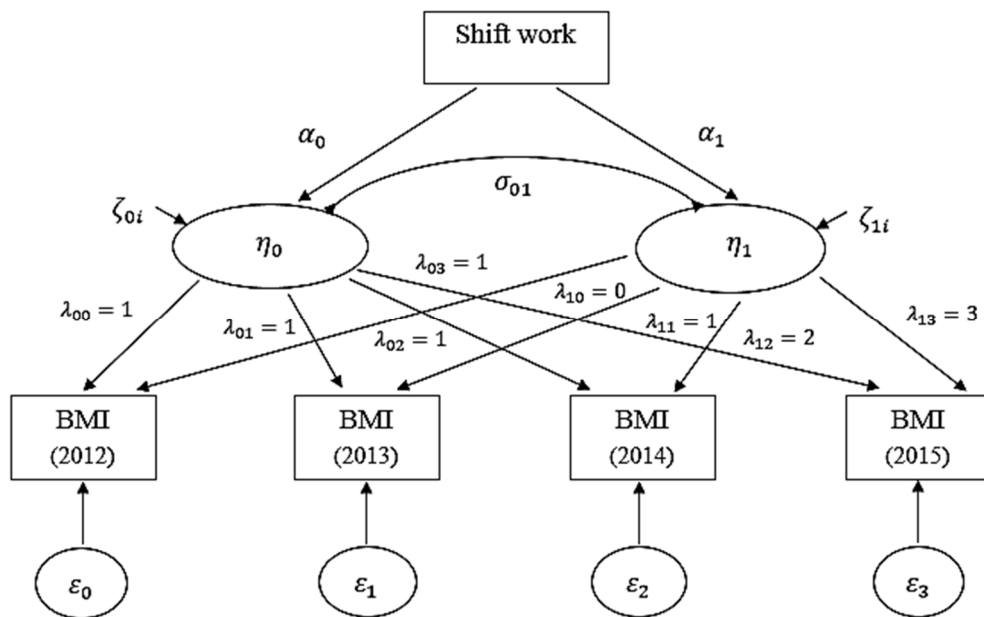 Shift work
α₀
α₁
σ₀₁
ζ₀ᵢ
ζ₁ᵢ
η₀
η₁
λ₀₃ = 1
λ₁₀ = 0
λ₀₀ = 1
λ₀₁ = 1
λ₀₂ = 1
λ₁₁ = 1
λ₁₂ = 2
λ₁₃ = 3
BMI
(2012)
BMI
(2013)
BMI
(2014)
BMI
(2015)
ε₀
ε₁
ε₂
ε₃